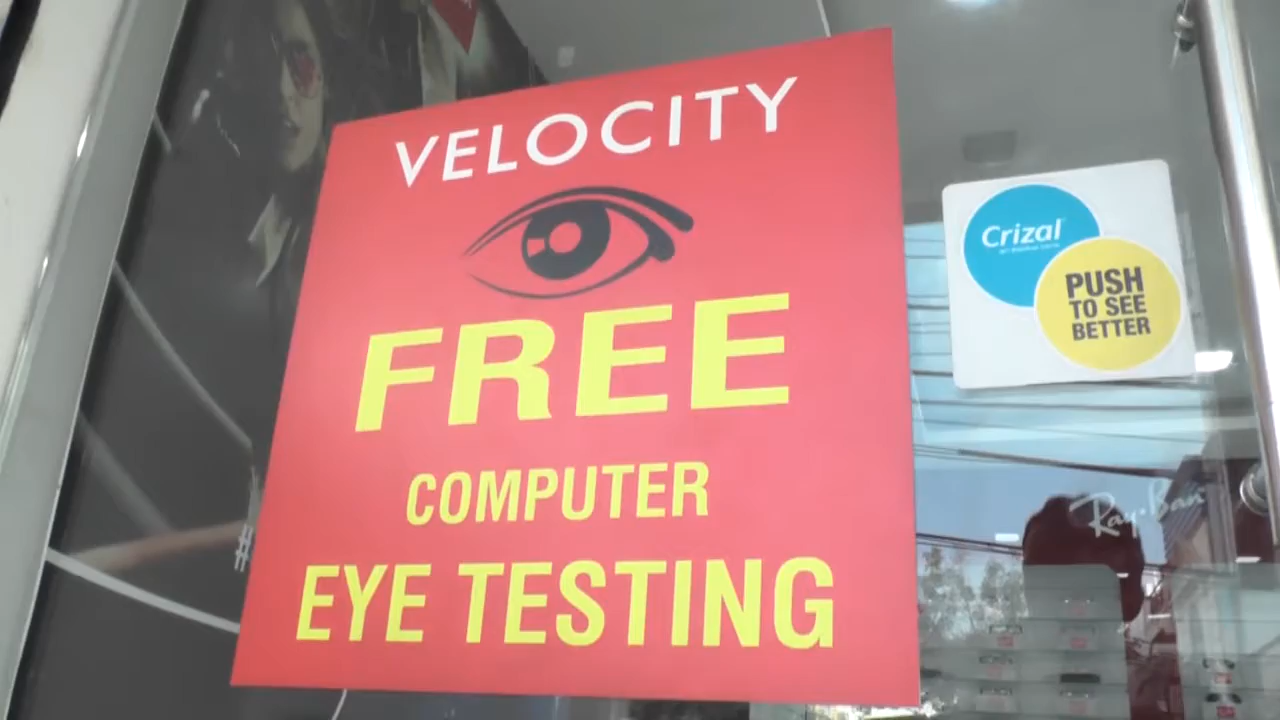 VELOCITY
FREE
COMPUTER
EYE TESTING
Crizal
PUSH
TO SEE
BETTER
Ray-Ban
#